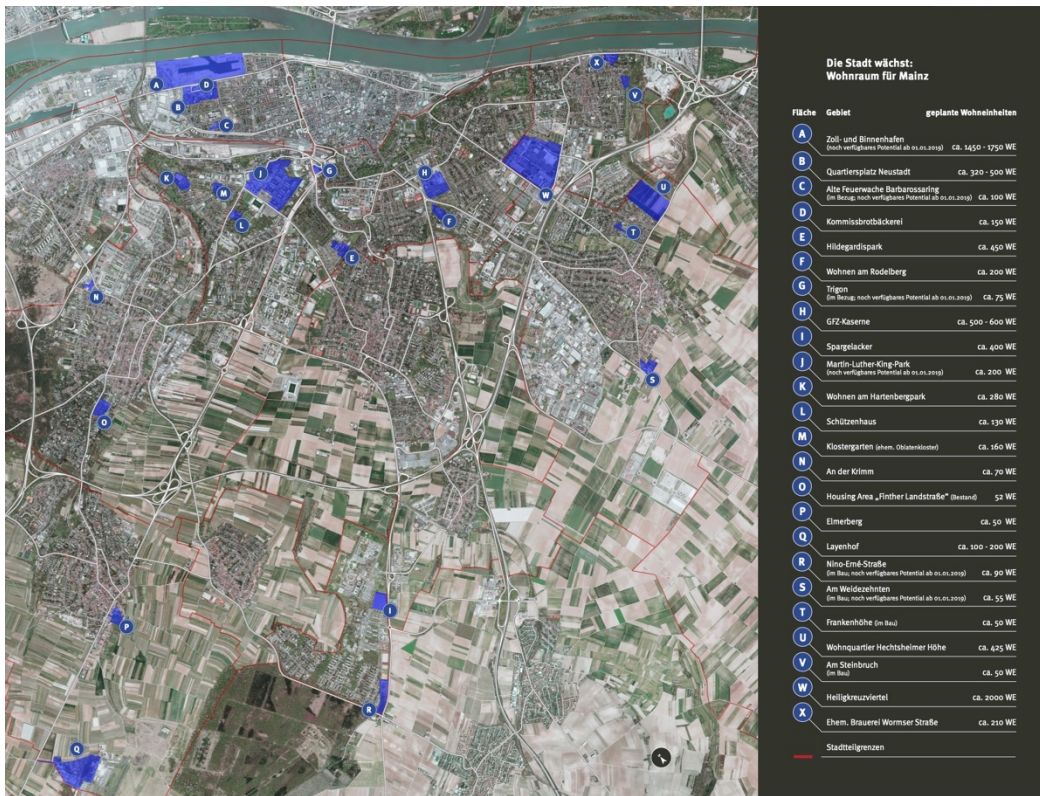 Die Stadt wächst:
Wohnraum für Mainz
Fläche Gebiet geplante Wohneinheiten
A Zoll- und Binnenhafen
(noch verfügbares Potential ab 01.01.2019) ca. 1450 - 1750 WE
B Quartiersplatz Neustadt ca. 320 - 500 WE
C Alte Feuerwache Barbarossaring
(im Bezug; noch verfügbares Potential ab 01.01.2019) ca. 100 WE
D Kommissbrotbäckerei ca. 150 WE
E Hildegardispark ca. 450 WE
F Wohnen am Rodelberg ca. 200 WE
G Trigon
(im Bezug; noch verfügbares Potential ab 01.01.2019) ca. 75 WE
H GFZ-Kaserne ca. 500 - 600 WE
I Spargelacker ca. 400 WE
J Martin-Luther-King-Park
(noch verfügbares Potential ab 01.01.2019) ca. 200 WE
K Wohnen am Hartenbergpark ca. 280 WE
L Schützenhaus ca. 130 WE
M Klostergarten (ehem. Oblatenkloster) ca. 160 WE
N An der Krimm ca. 70 WE
O Housing Area „Finther Landstraße“ (Bestand) 52 WE
P Elmerberg ca. 50 WE
Q Layenhof ca. 100 - 200 WE
R Nino-Erné-Straße
(im Bau; noch verfügbares Potential ab 01.01.2019) ca. 90 WE
S Am Weidezehnten
(im Bau; noch verfügbares Potential ab 01.01.2019) ca. 55 WE
T Frankenhöhe (im Bau) ca. 50 WE
U Wohnquartier Hechtsheimer Höhe ca. 425 WE
V Am Steinbruch
(im Bau) ca. 50 WE
W Heiligkreuzviertel ca. 2000 WE
X Ehem. Brauerei Wormser Straße ca. 210 WE
Stadtteilgrenzen
X
A
D
V
B
C
J
G
H
K
M
U
W
L
F
T
E
N
S
O
I
P
R
Q